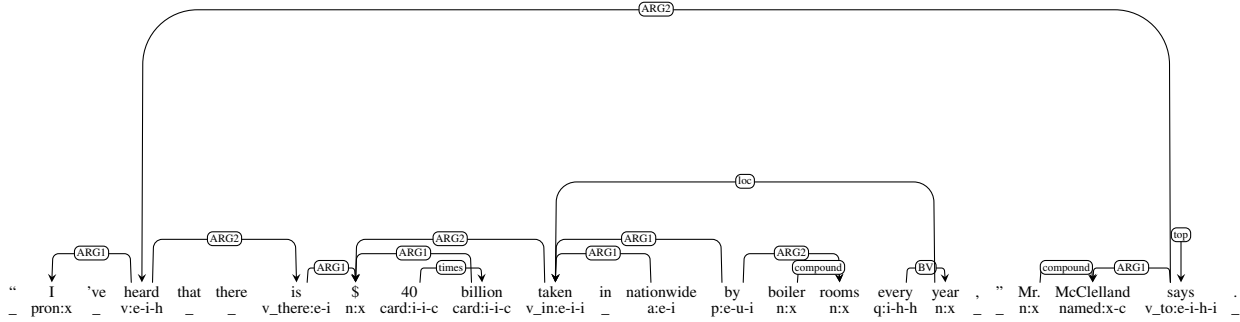 ARG2
loc
top
ARG1 ARG2 ARG2 ARG1 ARG1
ARG1 times ARG1 ARG2 compound BV compound ARG1
“ I ’ve heard that there is $ 40 billion taken in nationwide by boiler rooms every year , ” Mr. McClelland says .
_ pron:x _ v:e-i-h _ _ v_there:e-i n:x card:i-i-c card:i-i-c v_in:e-i-i _ a:e-i p:e-u-i n:x n:x q:i-h-h n:x _ _ n:x named:x-c v_to:e-i-h-i _